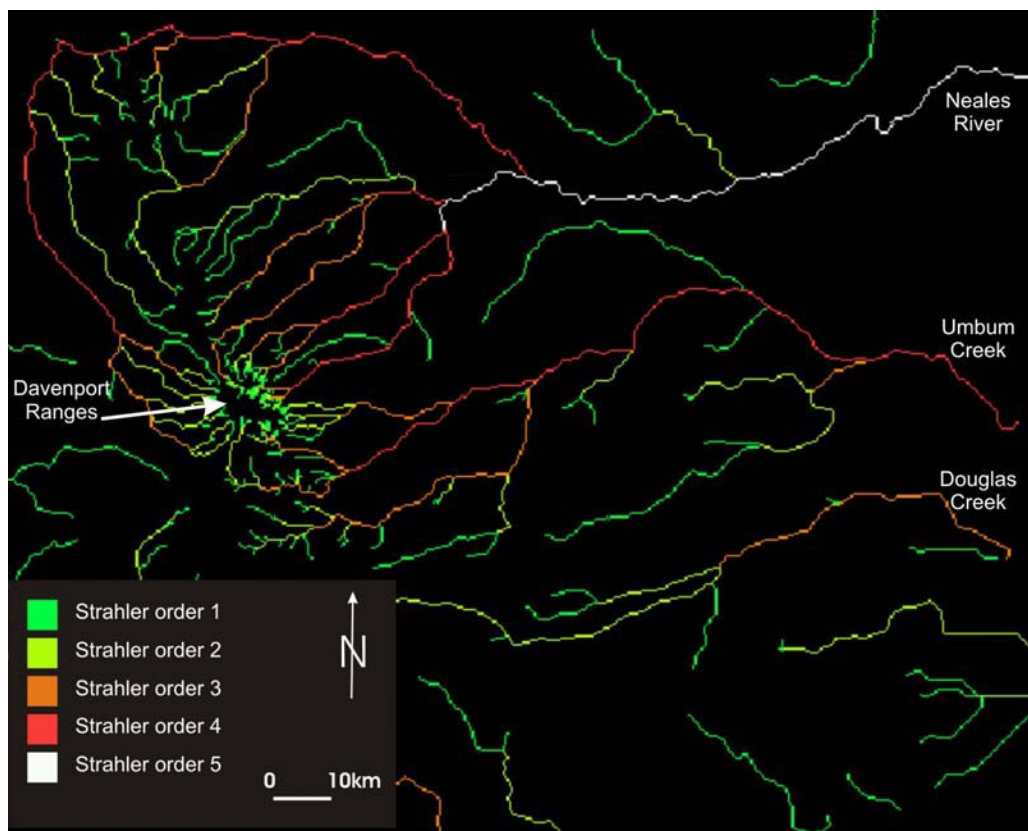 Neales
River
Umbum
Creek
Davenport
Ranges
Douglas
Creek
Strahler order 1
Strahler order 2
Strahler order 3
Strahler order 4
Strahler order 5
N
0 10km